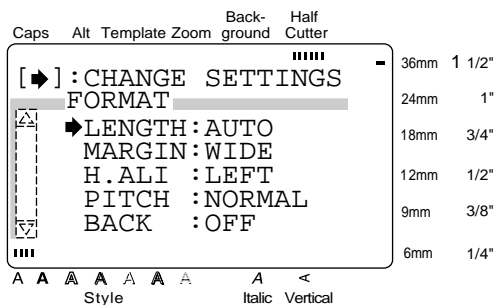 Back- Half
Caps Alt Template Zoom ground Cutter
[➡]:CHANGE SETTINGS
FORMAT
➡LENGTH:AUTO
MARGIN:WIDE
H.ALI :LEFT
PITCH :NORMAL
BACK :OFF
36mm 1 1/2"
24mm 1"
18mm 3/4"
12mm 1/2"
9mm 3/8"
6mm 1/4"
A A A A A A A A A
Style Italic Vertical